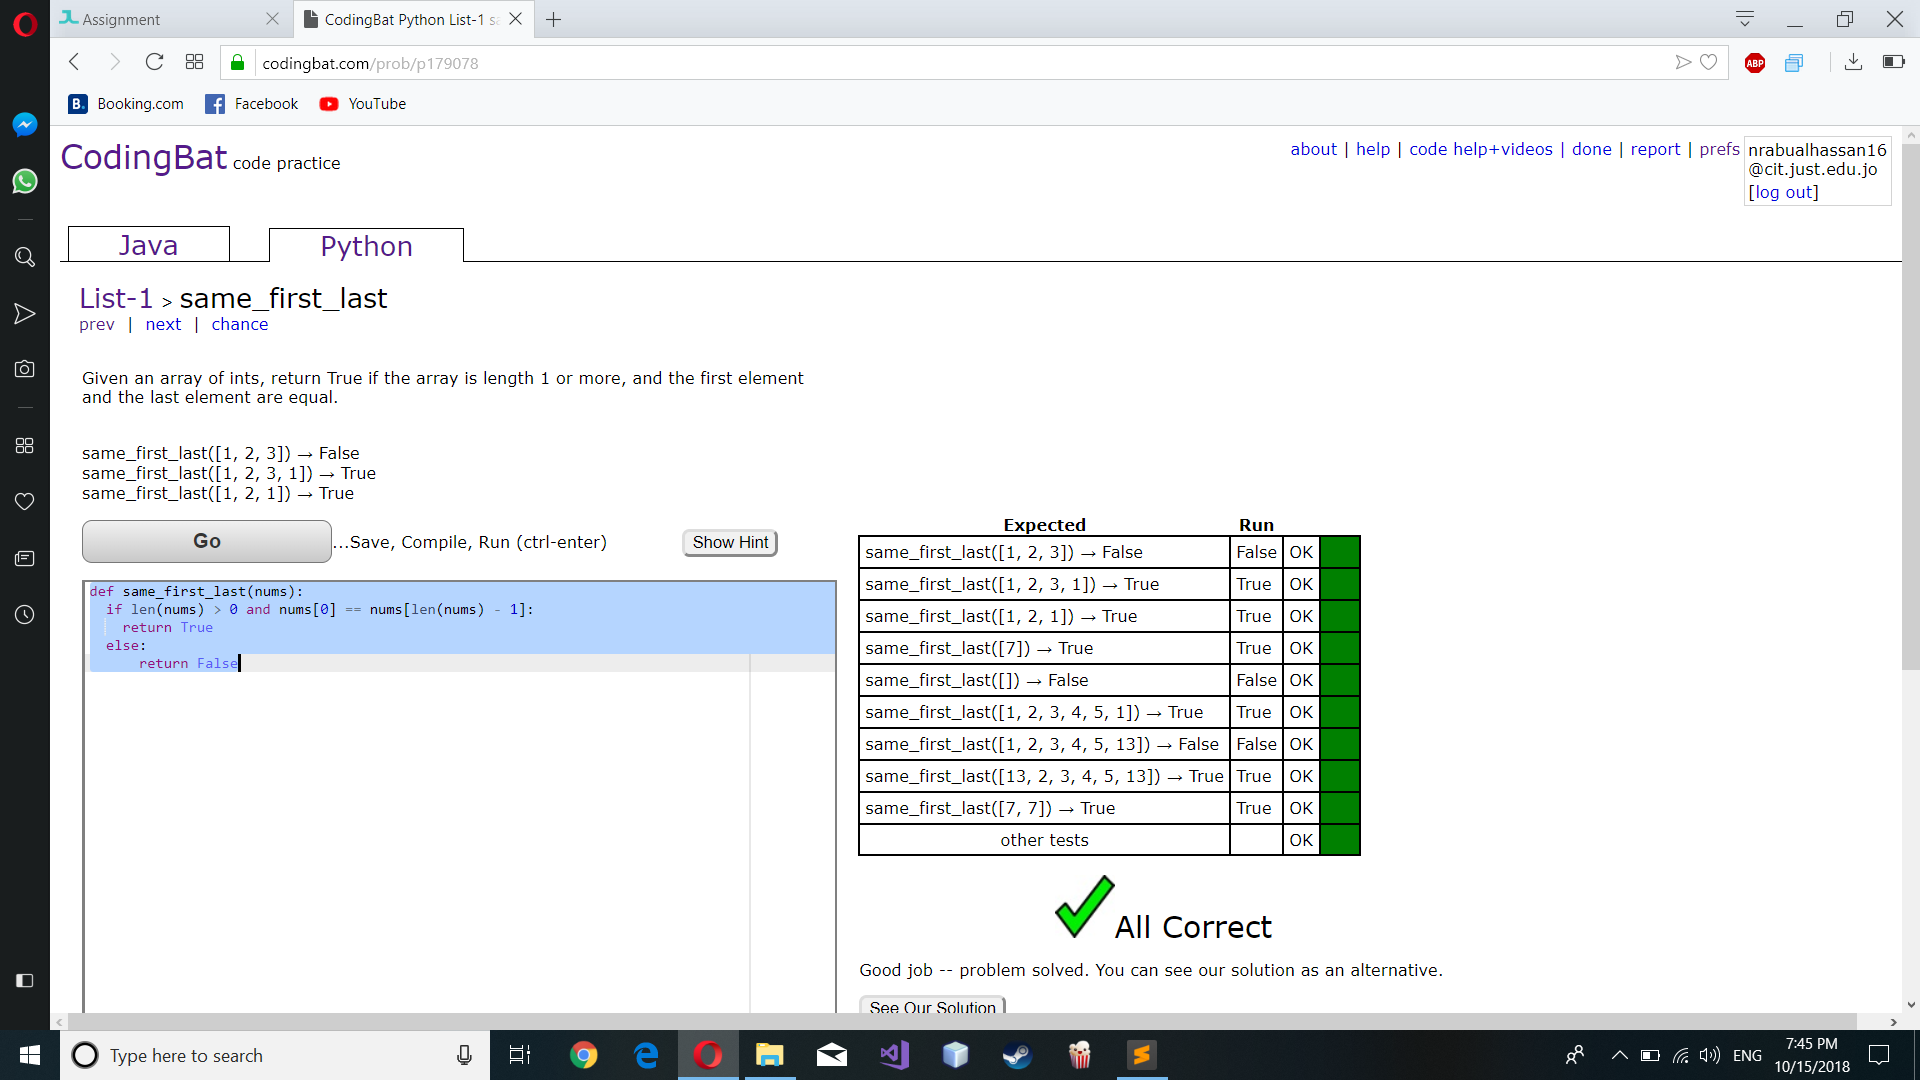 Assignment
CodingBat Python List-1 sa
codingbat.com/prob/p179078
ABP
B. Booking.com Facebook YouTube
CodingBat code practice
about | help | code help+videos | done | report | prefs
nrabualhassan16
@cit.just.edu.jo
[log out]
Java Python
List-1 > same_first_last
prev | next | chance
Given an array of ints, return True if the array is length 1 or more, and the first element
and the last element are equal.
same_first_last([1, 2, 3]) → False
same_first_last([1, 2, 3, 1]) → True
same_first_last([1, 2, 1]) → True
Go ...Save, Compile, Run (ctrl-enter) Show Hint
def same_first_last(nums):
if len(nums) > 0 and nums[0] == nums[len(nums) - 1]:
return True
else:
return False
Expected Run
same_first_last([1, 2, 3]) → False False OK
same_first_last([1, 2, 3, 1]) → True True OK
same_first_last([1, 2, 1]) → True True OK
same_first_last([7]) → True True OK
same_first_last([]) → False False OK
same_first_last([1, 2, 3, 4, 5, 1]) → True True OK
same_first_last([1, 2, 3, 4, 5, 13]) → False False OK
same_first_last([13, 2, 3, 4, 5, 13]) → True True OK
same_first_last([7, 7]) → True True OK
other tests OK
All Correct
Good job -- problem solved. You can see our solution as an alternative.
See Our Solution
Type here to search
ENG
7:45 PM
10/15/2018